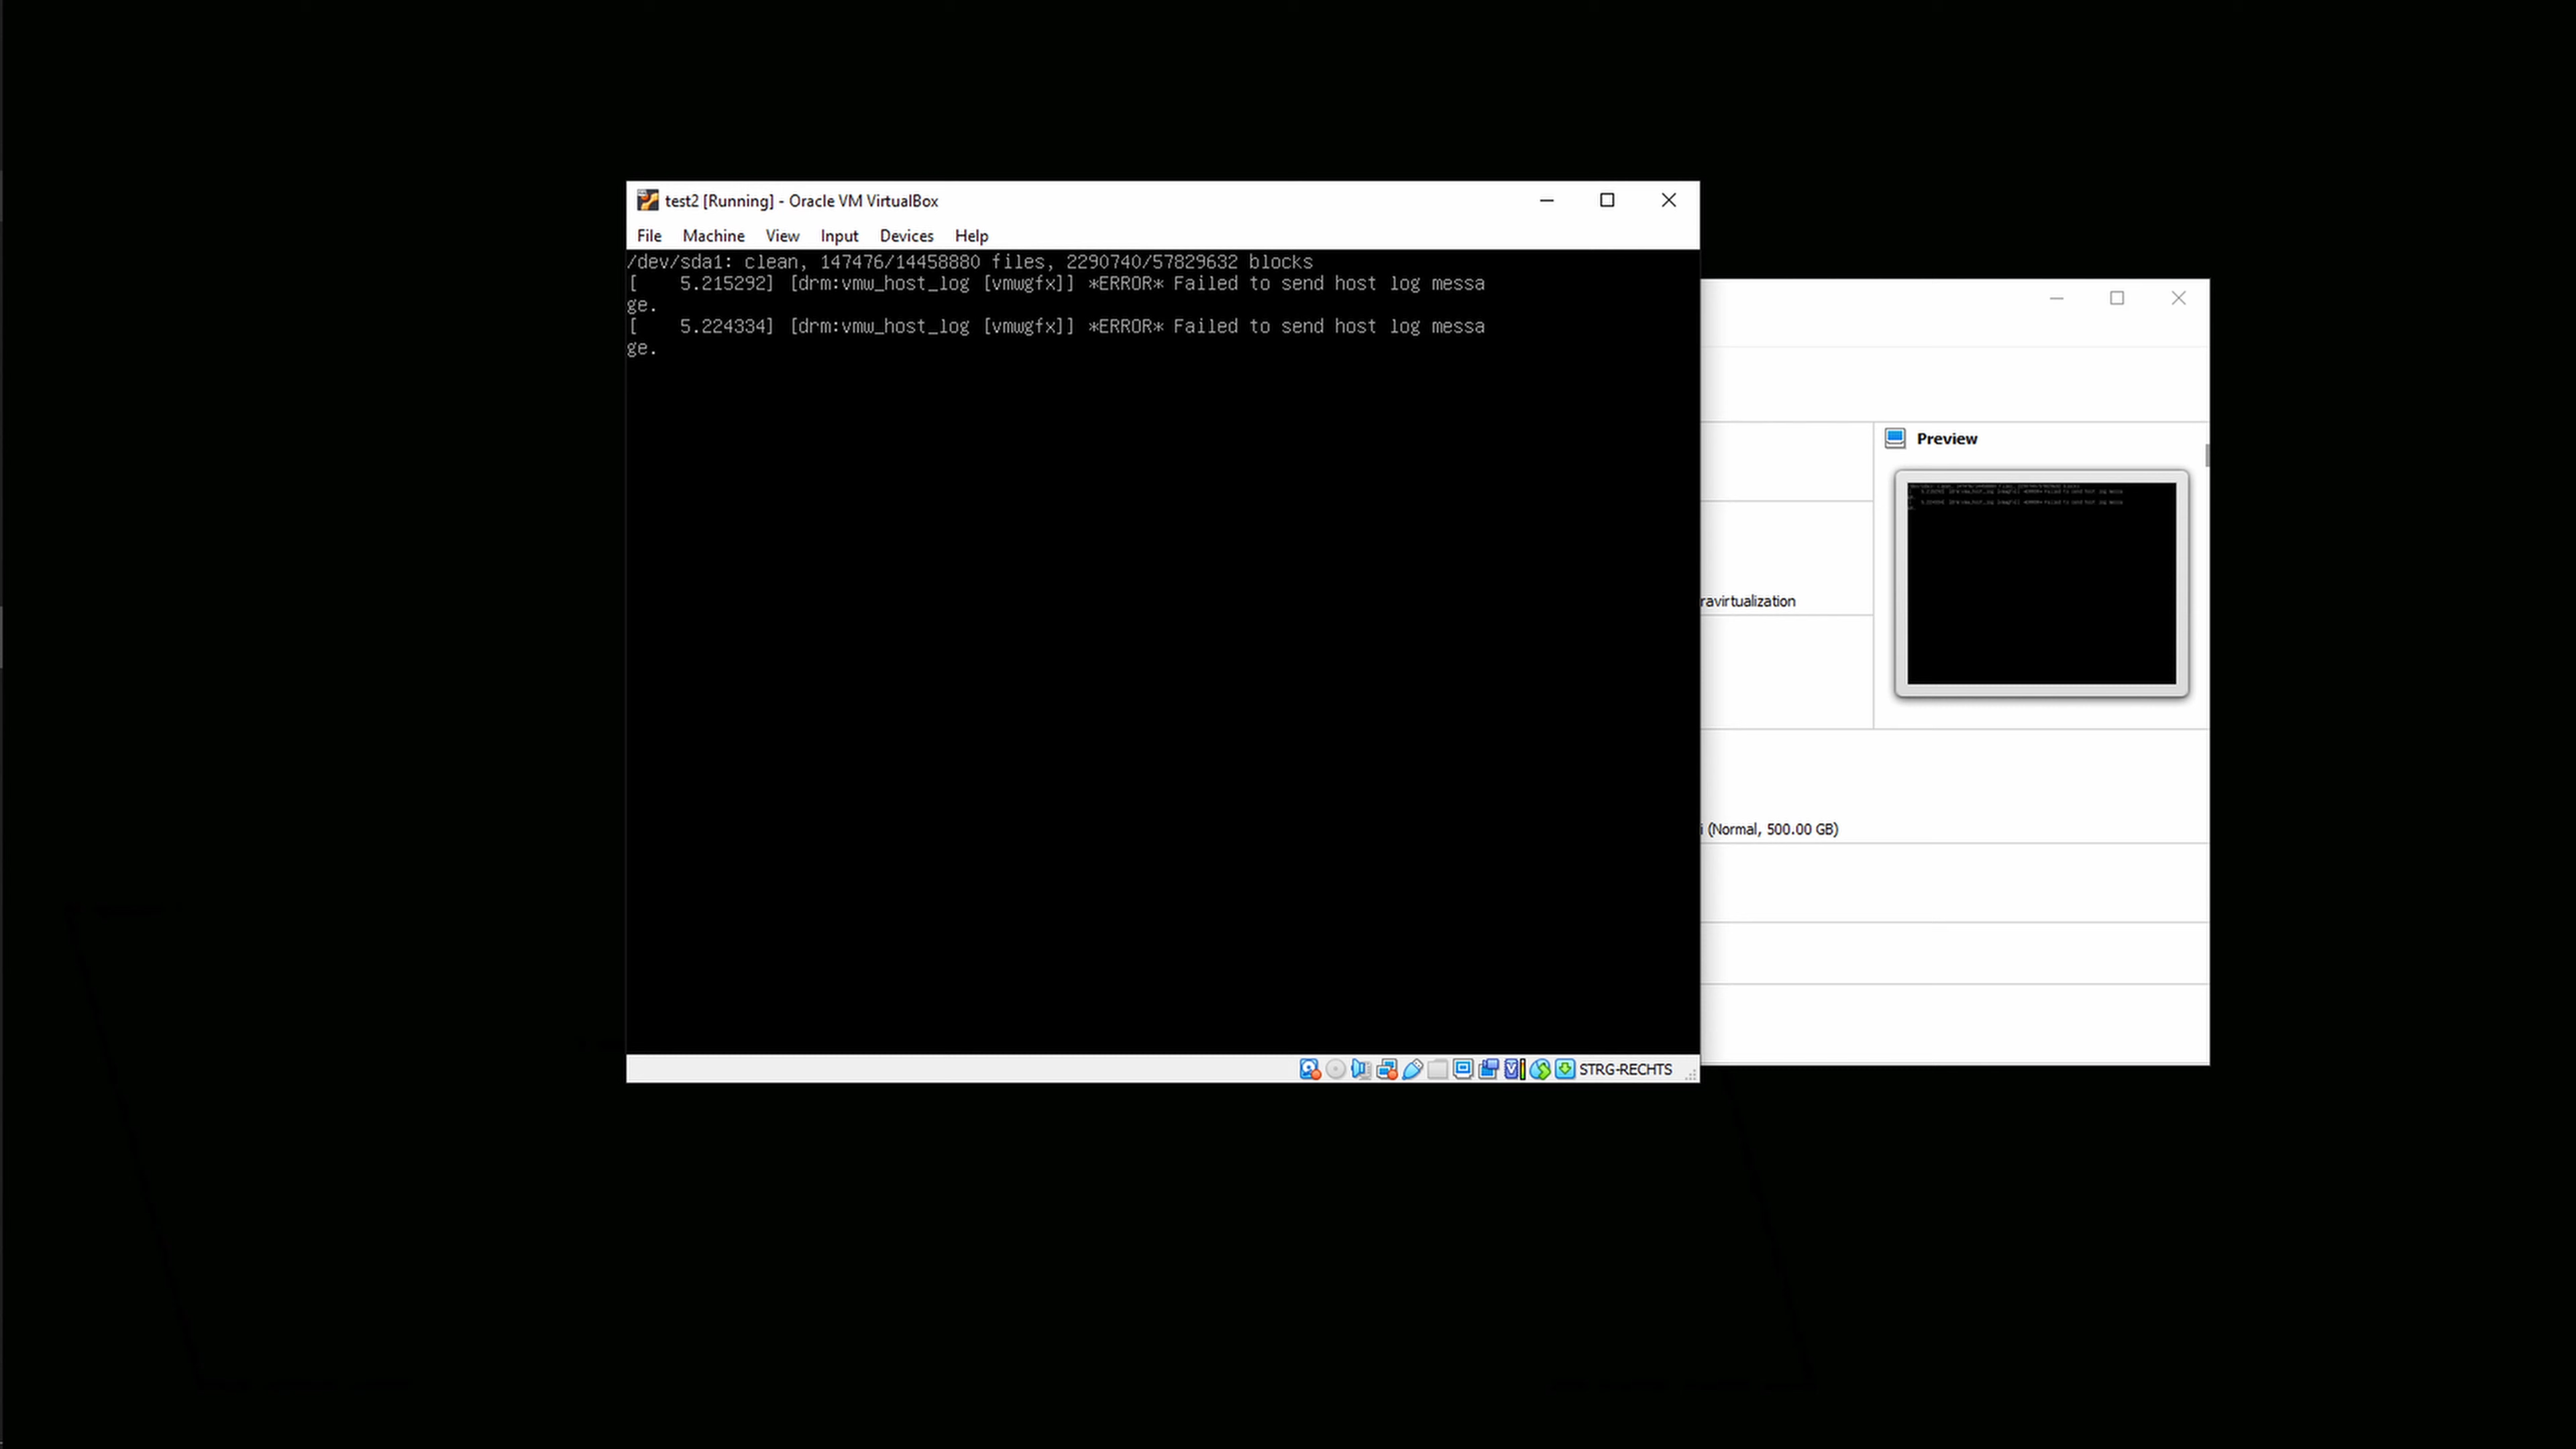 test2 [Running] - Oracle VM VirtualBox
File Machine View Input Devices Help
/dev/sda1: clean, 147476/14458880 files, 2290740/57829632 blocks
[    5.215292] [drm:vmw_host_log [vmwgfx]] *ERROR* Failed to send host log messa
ge.
[    5.224334] [drm:vmw_host_log [vmwgfx]] *ERROR* Failed to send host log messa
ge.
STRG-RECHTS
Preview
ravirtualization
i (Normal, 500.00 GB)